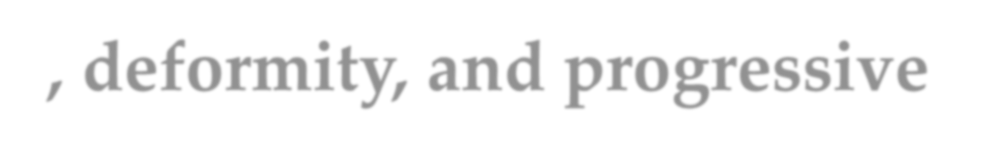 , deformity, and progressive